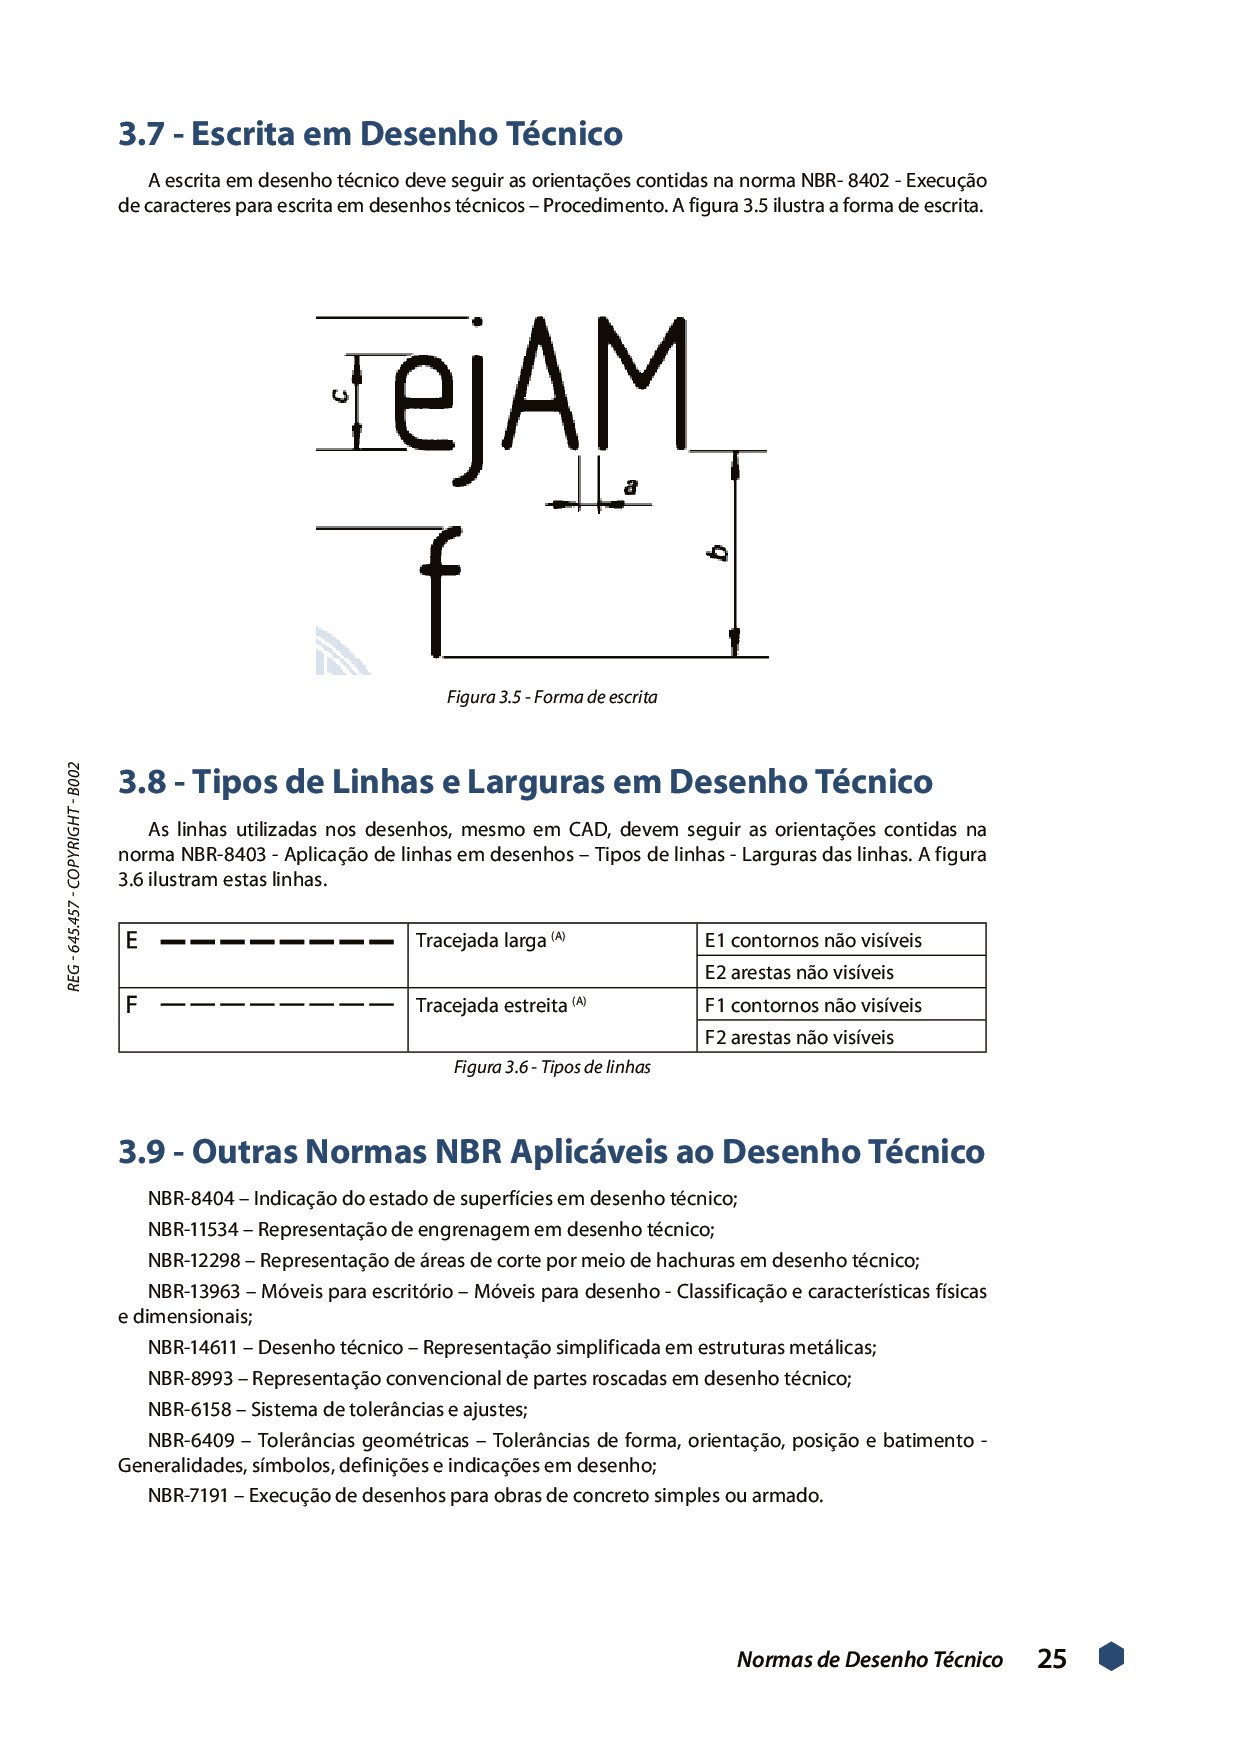 3.7 - Escrita em Desenho Técnico
A escrita em desenho técnico deve seguir as orientações contidas na norma NBR- 8402 - Execução
de caracteres para escrita em desenhos técnicos – Procedimento. A figura 3.5 ilustra a forma de escrita.
c
ejAM
a
b
f
Figura 3.5 - Forma de escrita
REG - 645.457 - COPYRIGHT - B002
3.8 - Tipos de Linhas e Larguras em Desenho Técnico
As linhas utilizadas nos desenhos, mesmo em CAD, devem seguir as orientações contidas na
norma NBR-8403 - Aplicação de linhas em desenhos – Tipos de linhas - Larguras das linhas. A figura
3.6 ilustram estas linhas.
E Tracejada larga (A) E1 contornos não visíveis
E2 arestas não visíveis
F Tracejada estreita (A) F1 contornos não visíveis
F2 arestas não visíveis
Figura 3.6 - Tipos de linhas
3.9 - Outras Normas NBR Aplicáveis ao Desenho Técnico
NBR-8404 – Indicação do estado de superfícies em desenho técnico;
NBR-11534 – Representação de engrenagem em desenho técnico;
NBR-12298 – Representação de áreas de corte por meio de hachuras em desenho técnico;
NBR-13963 – Móveis para escritório – Móveis para desenho - Classificação e características físicas
e dimensionais;
NBR-14611 – Desenho técnico – Representação simplificada em estruturas metálicas;
NBR-8993 – Representação convencional de partes roscadas em desenho técnico;
NBR-6158 – Sistema de tolerâncias e ajustes;
NBR-6409 – Tolerâncias geométricas – Tolerâncias de forma, orientação, posição e batimento -
Generalidades, símbolos, definições e indicações em desenho;
NBR-7191 – Execução de desenhos para obras de concreto simples ou armado.
Normas de Desenho Técnico 25